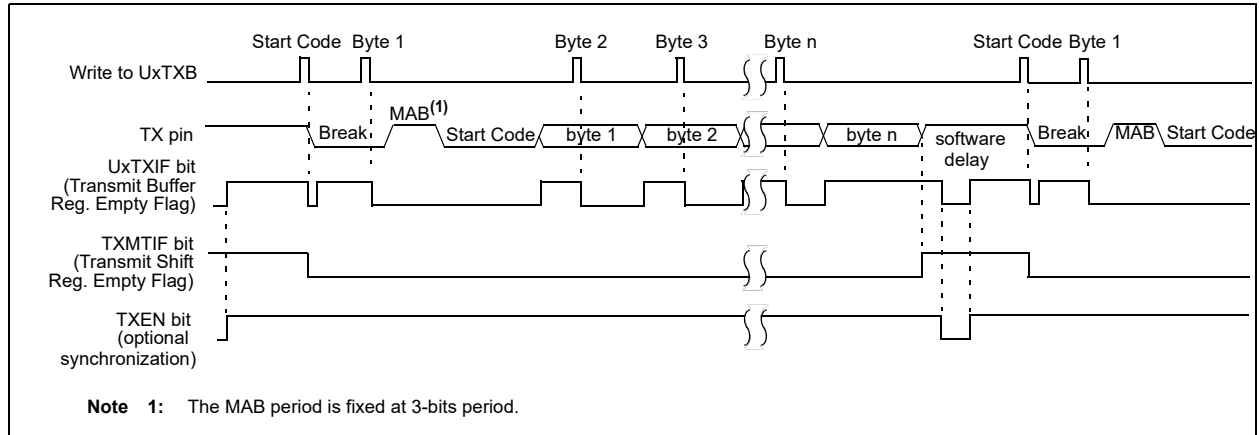 Start Code Byte 1 Byte 2 Byte 3 Byte n Start Code Byte 1
Write to UxTXB
MAB(1)
TX pin Break Start Code byte 1 byte 2 byte n software delay Break MAB Start Code
UxTXIF bit
(Transmit Buffer
Reg. Empty Flag)
TXMTIF bit
(Transmit Shift
Reg. Empty Flag)
TXEN bit
(optional
synchronization)
Note 1: The MAB period is fixed at 3-bits period.